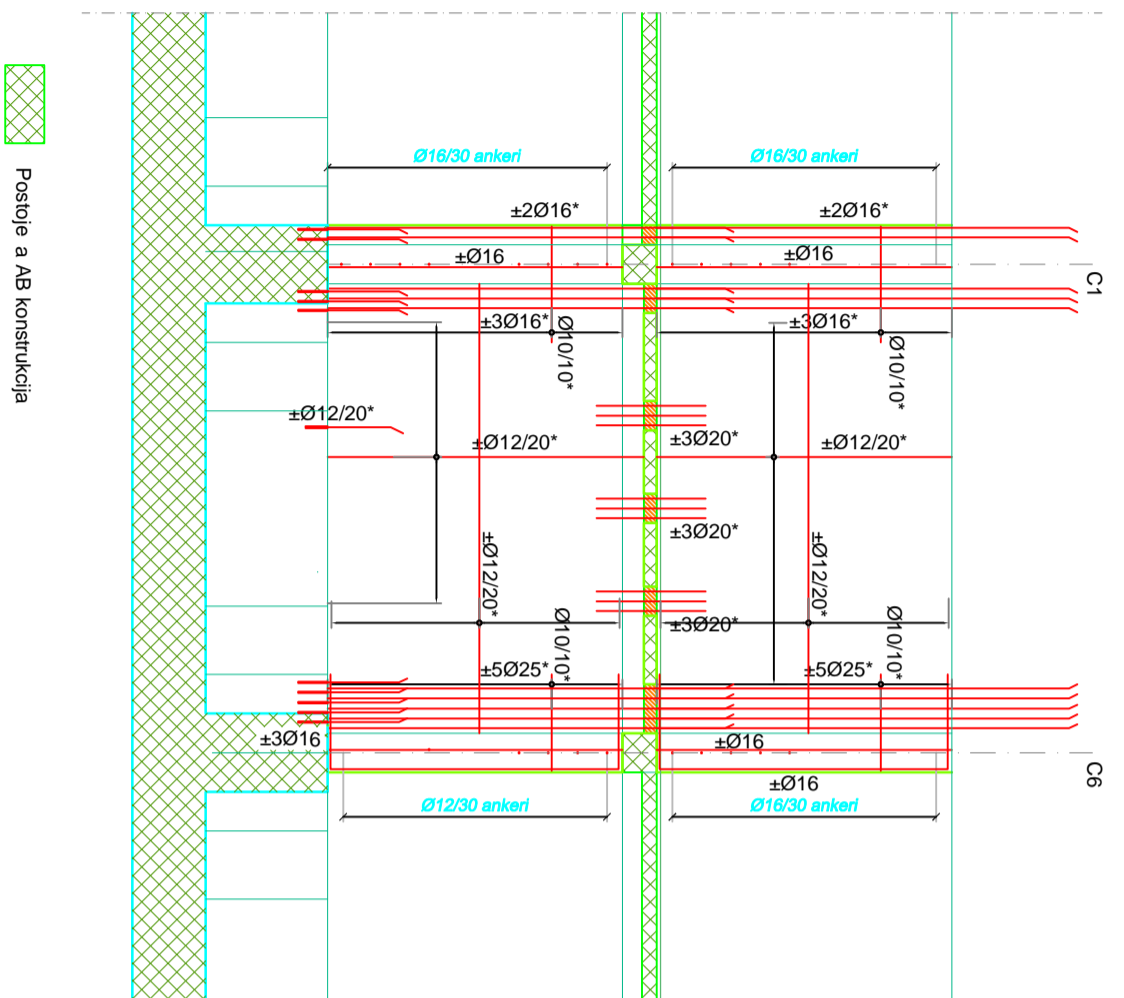 Ø16/30 ankeri
Ø16/30 ankeri
±2Ø16*
±2Ø16*
±Ø16
±Ø16
C1
±3Ø16*
Ø10/10*
±3Ø16*
Ø10/10*
Postoje a AB konstrukcija
±Ø12/20*
±Ø12/20*
±3Ø20*
±Ø12/20*
±3Ø20*
±Ø12/20*
±Ø12/20*
±3Ø20*
Ø10/10*
Ø10/10*
±5Ø25*
±5Ø25*
±3Ø16
±Ø16
C6
±Ø16
Ø12/30 ankeri
Ø16/30 ankeri